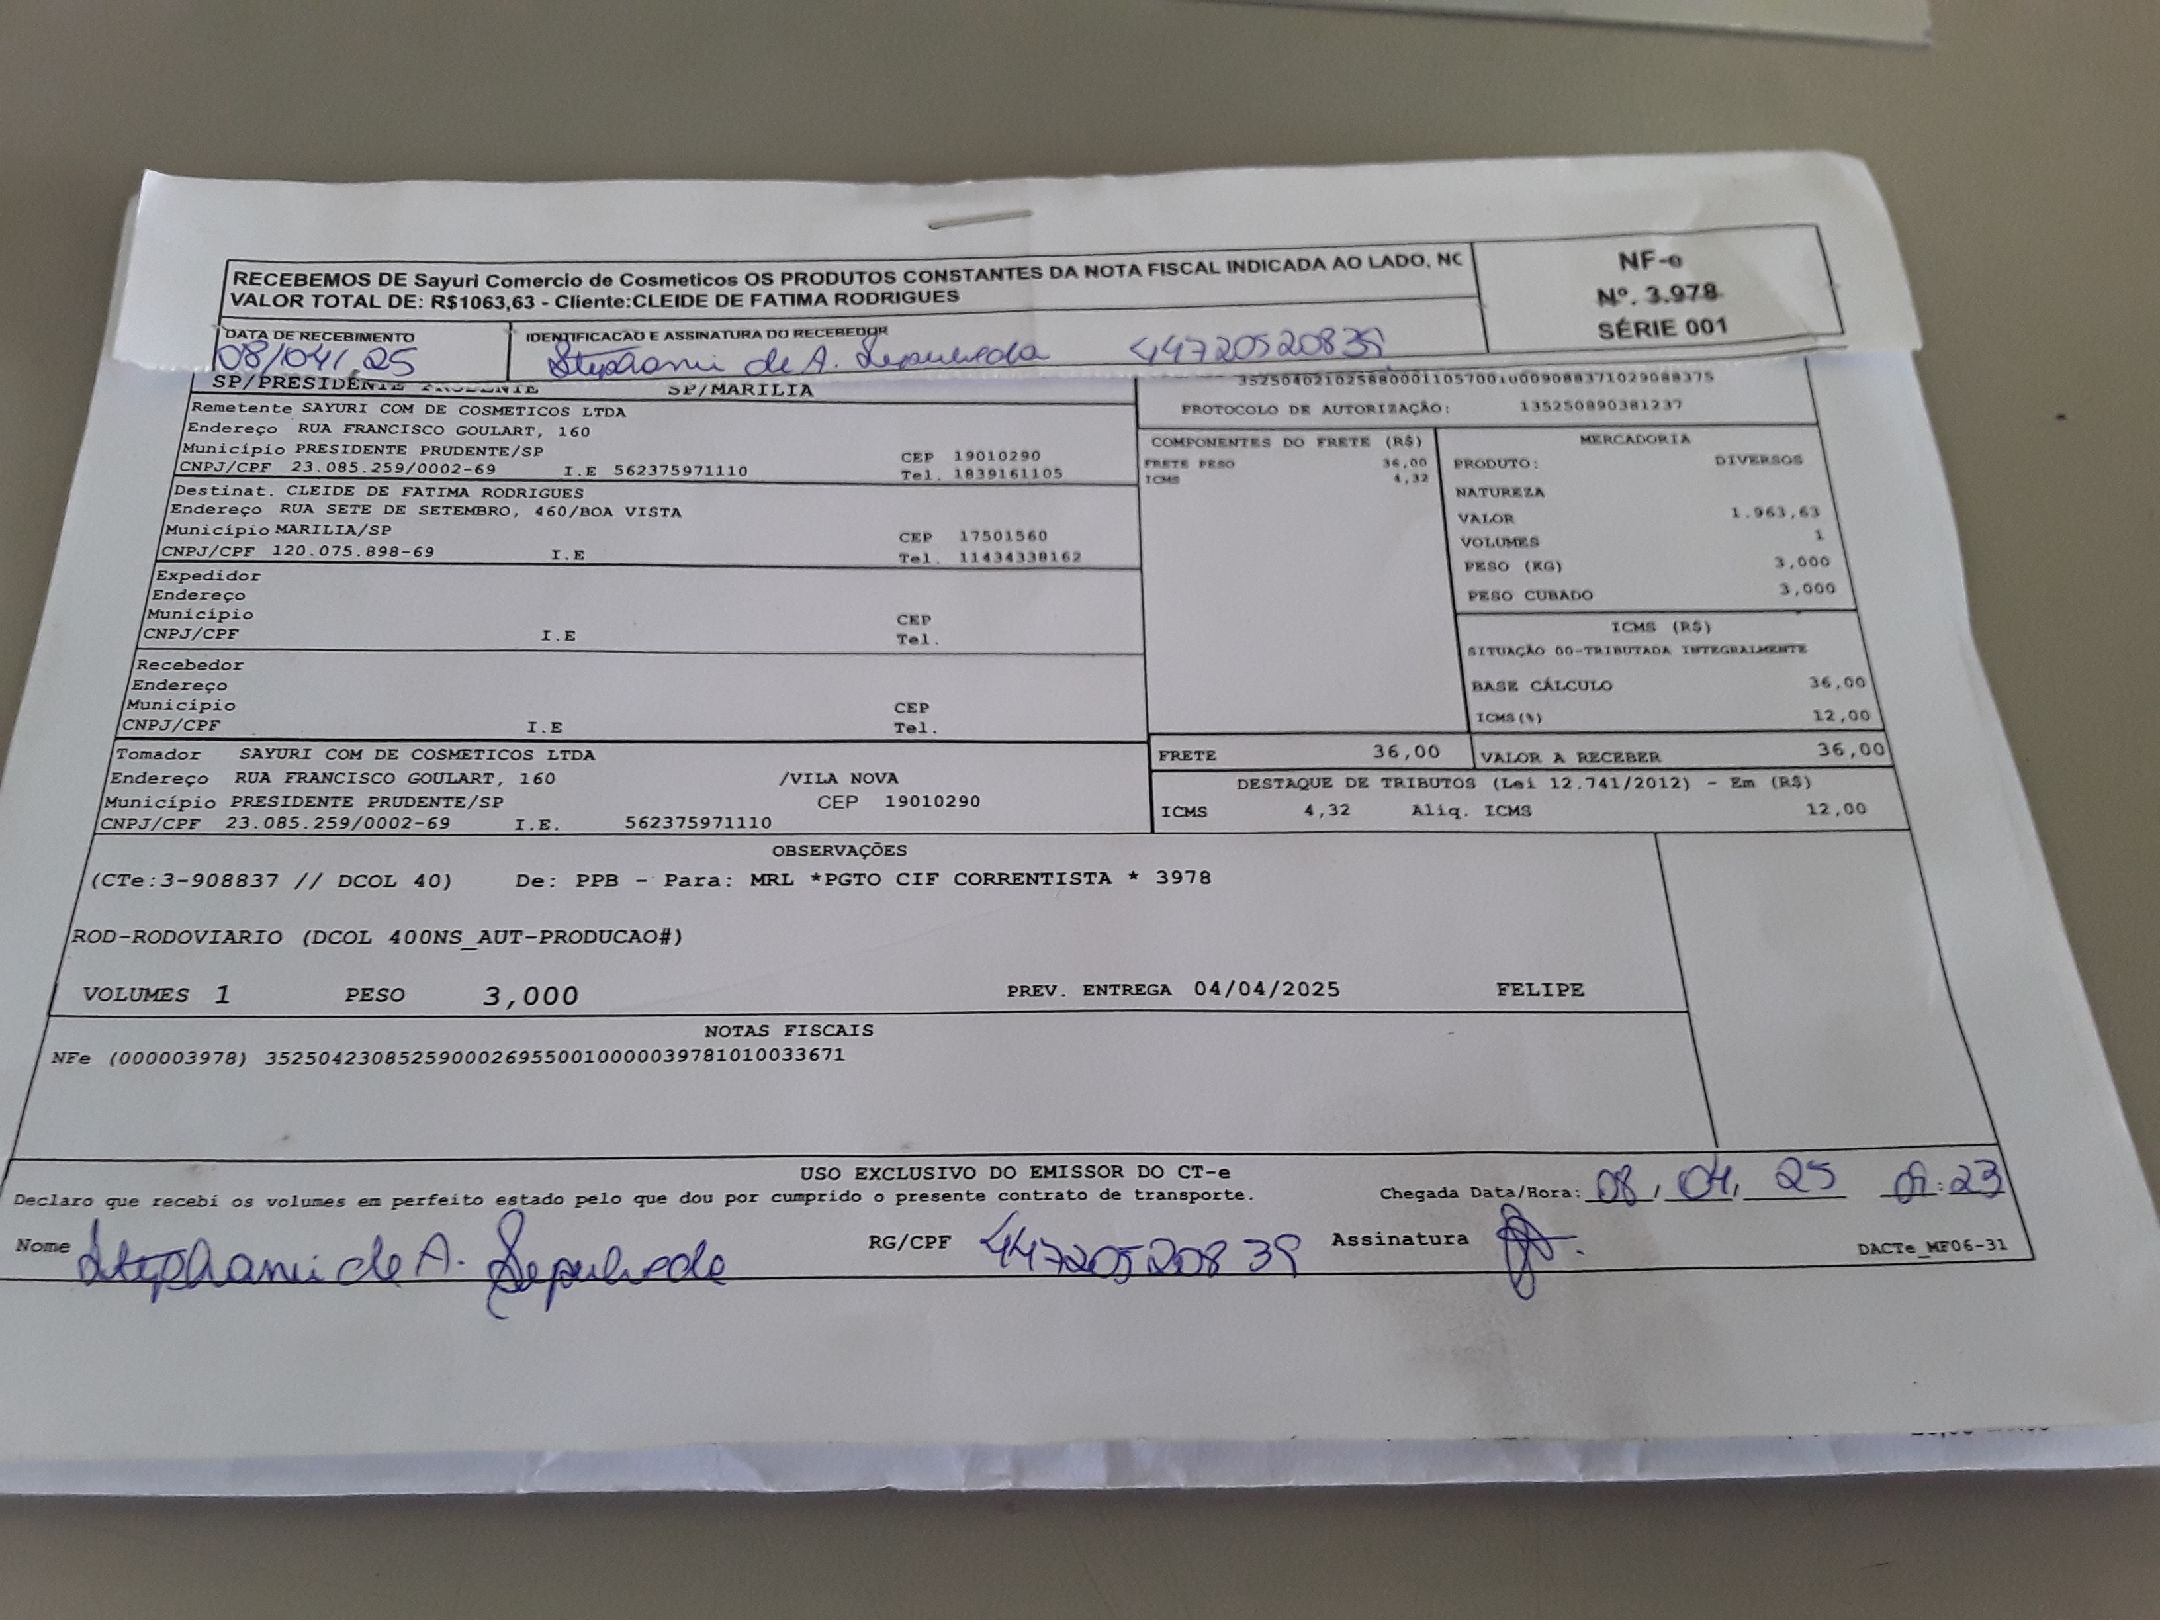 RECEBEMOS DE Sayuri Comercio de Cosmeticos OS PRODUTOS CONSTANTES DA NOTA FISCAL INDICADA AO LADO, NO
VALOR TOTAL DE: R$1063,63 - Cliente:CLEIDE DE FATIMA RODRIGUES
NF-e
Nº. 3.978
SÉRIE 001
DATA DE RECEBIMENTO
08/04/25
IDENTIFICACAO E ASSINATURA DO RECEBEDOR
Stephani de A. Sepulveda 44720520839
SP/PRESIDENTE PRUDENTE SP/MARILIA
Remetente SAYURI COM DE COSMETICOS LTDA
Endereço RUA FRANCISCO GOULART, 160
Município PRESIDENTE PRUDENTE/SP CEP 19010290
CNPJ/CPF 23.085.259/0002-69 I.E 562375971110 Tel. 1839161105
Destinat. CLEIDE DE FATIMA RODRIGUES
Endereço RUA SETE DE SETEMBRO, 460/BOA VISTA
Município MARILIA/SP CEP 17501560
CNPJ/CPF 120.075.898-69 I.E Tel. 11434338162
Expedidor
Endereço
Município CEP
CNPJ/CPF I.E Tel.
Recebedor
Endereço
Município CEP
CNPJ/CPF I.E Tel.
Tomador SAYURI COM DE COSMETICOS LTDA
Endereço RUA FRANCISCO GOULART, 160 /VILA NOVA
Município PRESIDENTE PRUDENTE/SP CEP 19010290
CNPJ/CPF 23.085.259/0002-69 I.E. 562375971110
PROTOCOLO DE AUTORIZAÇÃO: 135250890381237
COMPONENTES DO FRETE (R$)
FRETE PESO 36,00
ICMS 4,32
MERCADORIA
PRODUTO: DIVERSOS
NATUREZA
VALOR 1.963,63
VOLUMES 1
PESO (KG) 3,000
PESO CUBADO 3,000
ICMS (R$)
SITUAÇÃO 00-TRIBUTADA INTEGRALMENTE
BASE CÁLCULO 36,00
ICMS(%) 12,00
FRETE 36,00 VALOR A RECEBER 36,00
DESTAQUE DE TRIBUTOS (Lei 12.741/2012) - Em (R$)
ICMS 4,32 Aliq. ICMS 12,00
OBSERVAÇÕES
(CTe:3-908837 // DCOL 40) De: PPB - Para: MRL *PGTO CIF CORRENTISTA * 3978
ROD-RODOVIARIO (DCOL 400NS_AUT-PRODUCAO#)
VOLUMES 1 PESO 3,000 PREV. ENTREGA 04/04/2025 FELIPE
NOTAS FISCAIS
NFe (000003978) 35250423085259000269550010000039781010033671
USO EXCLUSIVO DO EMISSOR DO CT-e
Declaro que recebi os volumes em perfeito estado pelo que dou por cumprido o presente contrato de transporte.
Chegada Data/Hora: 08/04/25 :23
Nome Stephani de A. Sepulveda RG/CPF 44720520839 Assinatura
DACTe_MF06-31